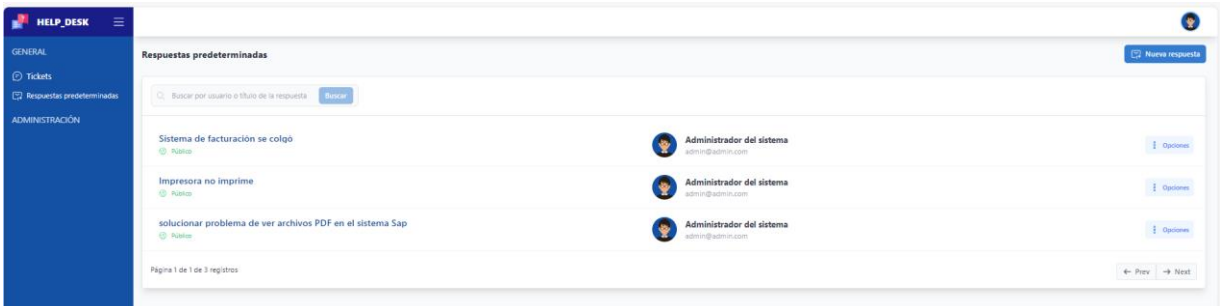 HELP_DESK
GENERAL
Tickets
Respuestas predeterminadas
ADMINISTRACIÓN
Respuestas predeterminadas
Nueva respuesta
Buscar por usuario o título de la respuesta
Buscar
Sistema de facturación se colgó
Público
Administrador del sistema
admin@admin.com
Opciones
Impresora no imprime
Público
Administrador del sistema
admin@admin.com
Opciones
solucionar problema de ver archivos PDF en el sistema Sap
Público
Administrador del sistema
admin@admin.com
Opciones
Página 1 de 1 de 3 registros
← Prev
→ Next